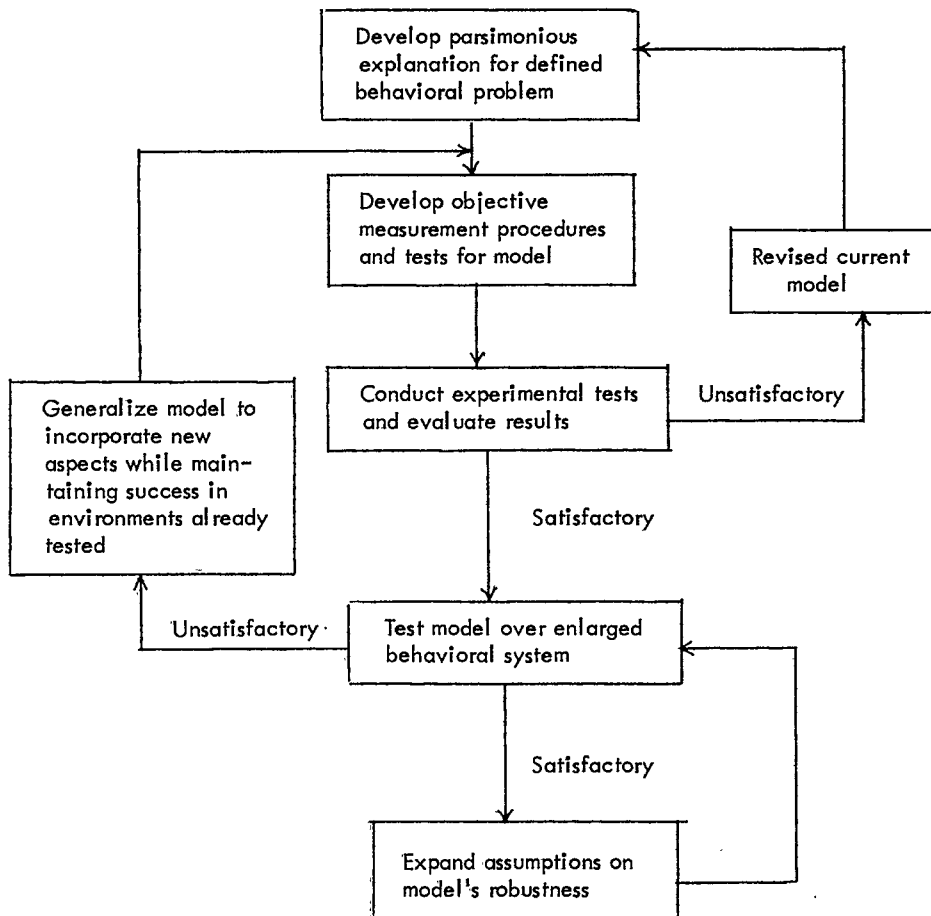 Develop parsimonious
explanation for defined
behavioral problem
Develop objective
measurement procedures
and tests for model
Revised current
model
Conduct experimental tests
and evaluate results
Unsatisfactory
Generalize model to
incorporate new
aspects while main-
taining success in
environments already
tested
Satisfactory
Unsatisfactory
Test model over enlarged
behavioral system
Satisfactory
Expand assumptions on
model's robustness